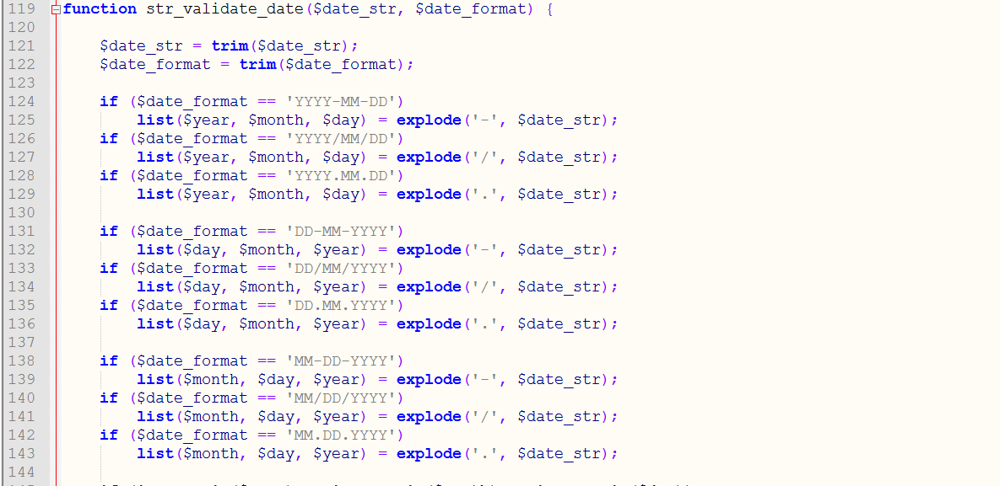 119 function str_validate_date($date_str, $date_format) {
120
121 $date_str = trim($date_str);
122 $date_format = trim($date_format);
123
124 if ($date_format == 'YYYY-MM-DD')
125 list($year, $month, $day) = explode('-', $date_str);
126 if ($date_format == 'YYYY/MM/DD')
127 list($year, $month, $day) = explode('/', $date_str);
128 if ($date_format == 'YYYY.MM.DD')
129 list($year, $month, $day) = explode('.', $date_str);
130
131 if ($date_format == 'DD-MM-YYYY')
132 list($day, $month, $year) = explode('-', $date_str);
133 if ($date_format == 'DD/MM/YYYY')
134 list($day, $month, $year) = explode('/', $date_str);
135 if ($date_format == 'DD.MM.YYYY')
136 list($day, $month, $year) = explode('.', $date_str);
137
138 if ($date_format == 'MM-DD-YYYY')
139 list($month, $day, $year) = explode('-', $date_str);
140 if ($date_format == 'MM/DD/YYYY')
141 list($month, $day, $year) = explode('/', $date_str);
142 if ($date_format == 'MM.DD.YYYY')
143 list($month, $day, $year) = explode('.', $date_str);
144